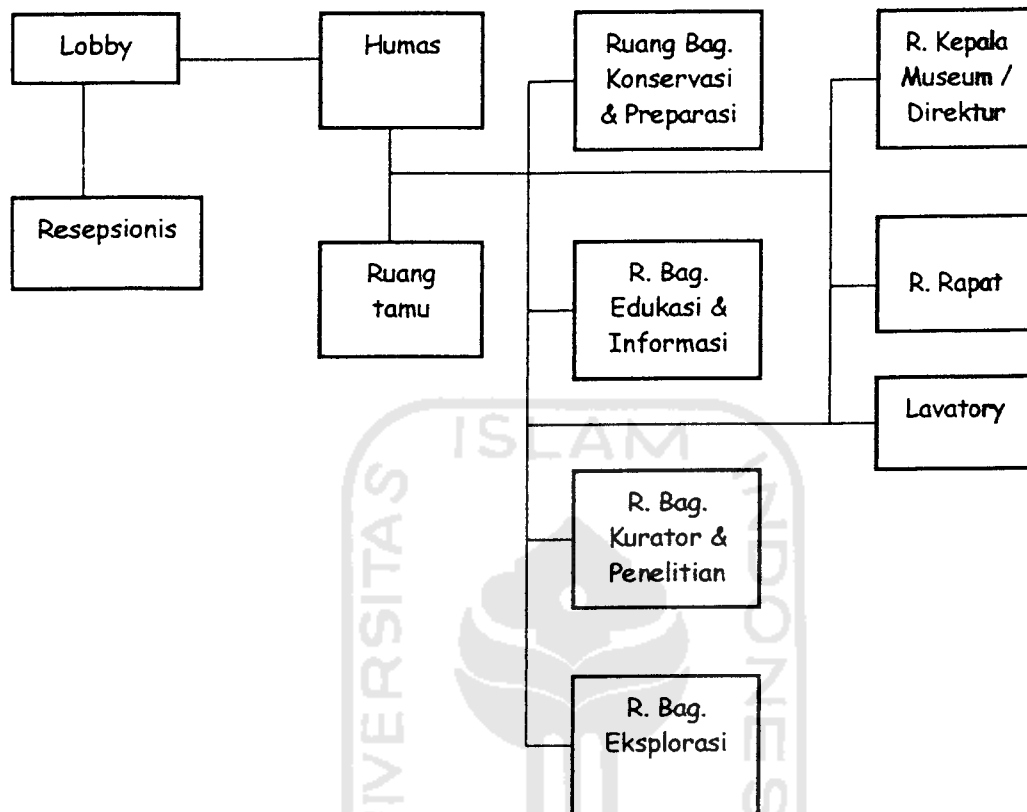 Lobby
Humas
Ruang Bag.
Konservasi
& Preparasi
R. Kepala
Museum /
Direktur
Resepsionis
Ruang
tamu
R. Bag.
Edukasi &
Informasi
R. Rapat
Lavatory
R. Bag.
Kurator &
Penelitian
R. Bag.
Eksplorasi
ISLAM